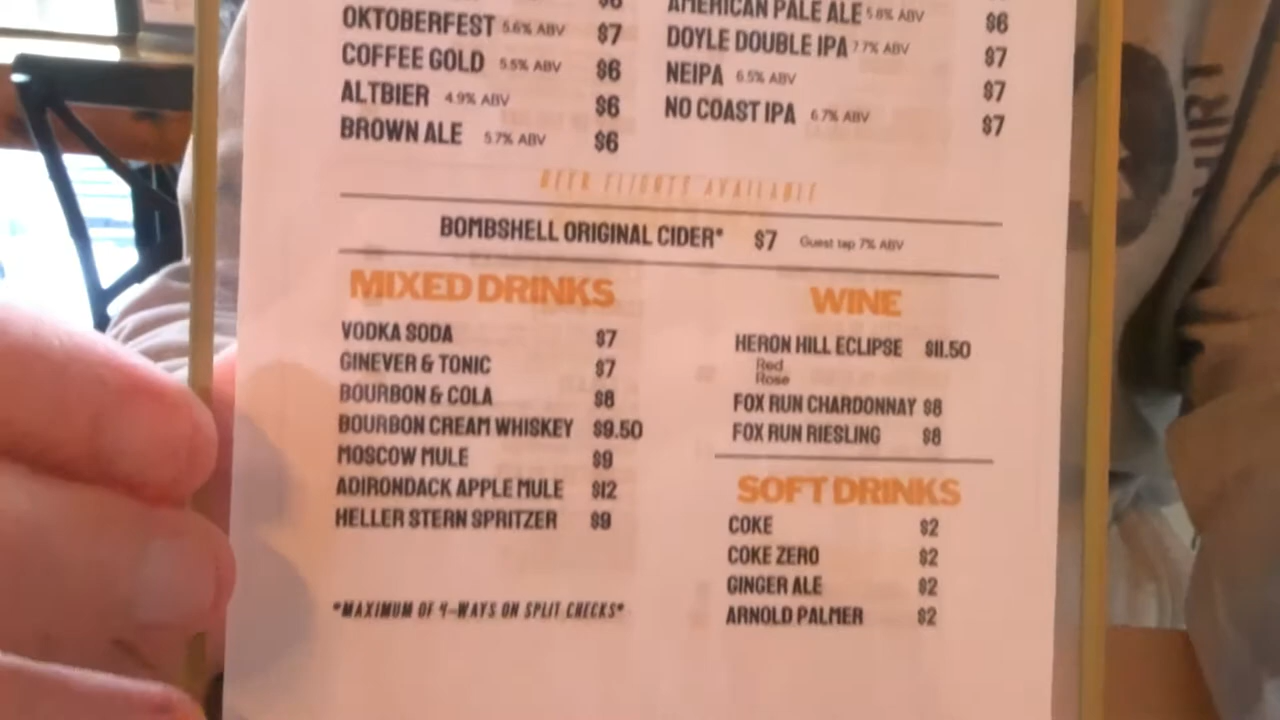 $6
OKTOBERFEST 5.6% ABV $7
COFFEE GOLD 5.5% ABV $6
ALTBIER 4.9% ABV $6
BROWN ALE 5.7% ABV $6
AMERICAN PALE ALE 5.8% ABV $6
DOYLE DOUBLE IPA 7.7% ABV $7
NEIPA 6.5% ABV $7
NO COAST IPA 6.7% ABV $7
BEER FLIGHTS AVAILABLE
BOMBSHELL ORIGINAL CIDER* $7 Guest tap 7% ABV
MIXED DRINKS
VODKA SODA $7
GINEVER & TONIC $7
BOURBON & COLA $8
BOURBON CREAM WHISKEY $9.50
MOSCOW MULE $9
ADIRONDACK APPLE MULE $12
HELLER STERN SPRITZER $9
*MAXIMUM OF 4-WAYS ON SPLIT CHECKS*
WINE
HERON HILL ECLIPSE $11.50
Red
Rose
FOX RUN CHARDONNAY $8
FOX RUN RIESLING $8
SOFT DRINKS
COKE $2
COKE ZERO $2
GINGER ALE $2
ARNOLD PALMER $2